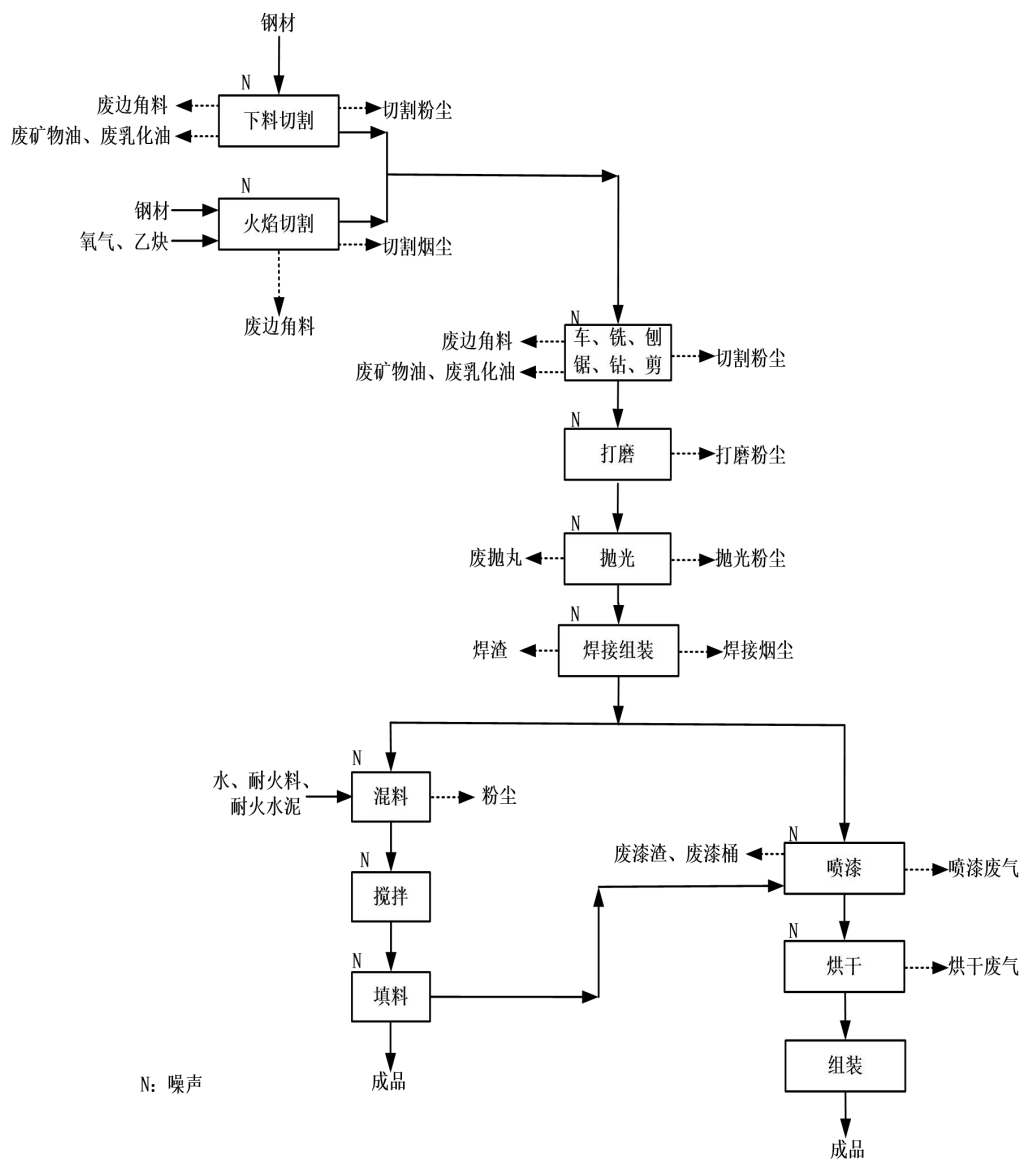 钢材
N
废边角料
下料切割
切割粉尘
废矿物油、废乳化油
N
钢材
火焰切割
氧气、乙炔
切割烟尘
废边角料
N
废边角料
车、铣、刨
切割粉尘
废矿物油、废乳化油
锯、钻、剪
N
打磨
打磨粉尘
N
废抛丸
抛光
抛光粉尘
N
焊渣
焊接组装
焊接烟尘
N
水、耐火料、
耐火水泥
混料
粉尘
N
废漆渣、废漆桶
喷漆
喷漆废气
N
搅拌
N
烘干
烘干废气
N
填料
组装
成品
N：噪声
成品